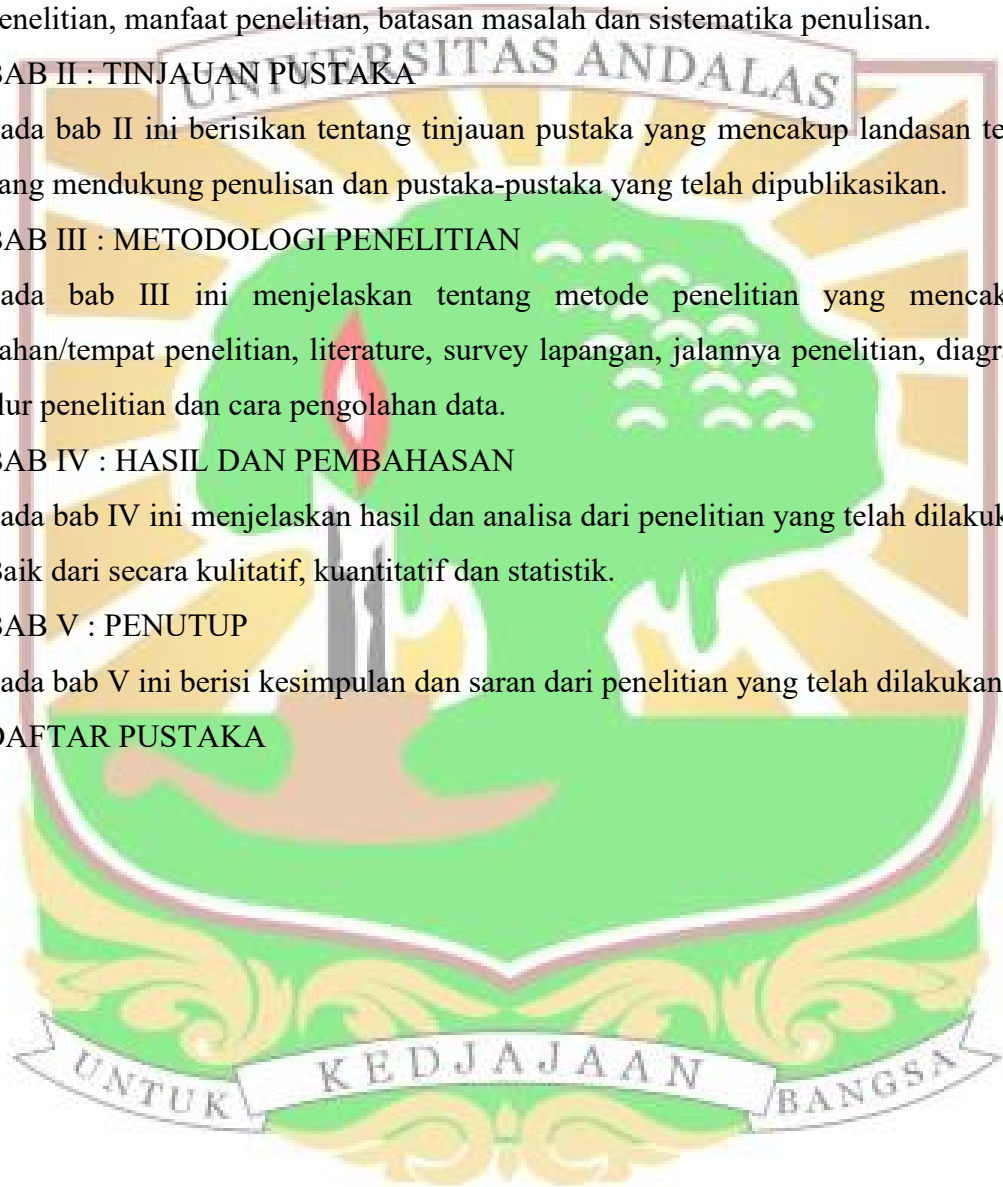 enelitian, manfaat penelitian, batasan masalah dan sistematika penulisan.
UNIVERSITAS ANDALAS
BAB II : TINJAUAN PUSTAKA
ada bab II ini berisikan tentang tinjauan pustaka yang mencakup landasan te
ang mendukung penulisan dan pustaka-pustaka yang telah dipublikasikan.
BAB III : METODOLOGI PENELITIAN
ada bab III ini menjelaskan tentang metode penelitian yang mencak
ahan/tempat penelitian, literature, survey lapangan, jalannya penelitian, diagra
lur penelitian dan cara pengolahan data.
BAB IV : HASIL DAN PEMBAHASAN
ada bab IV ini menjelaskan hasil dan analisa dari penelitian yang telah dilakuk
Baik dari secara kulitatif, kuantitatif dan statistik.
BAB V : PENUTUP
ada bab V ini berisi kesimpulan dan saran dari penelitian yang telah dilakukan
DAFTAR PUSTAKA
UNTUK KEDJAJAAN BANGSA